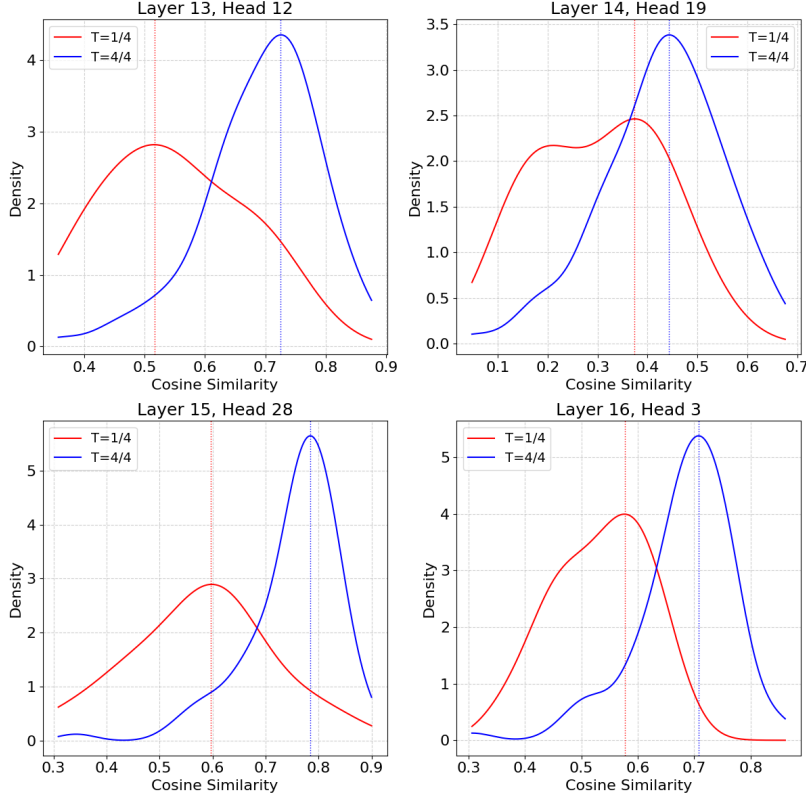 Layer 13, Head 12
T=1/4
T=4/4
Density
4
3
2
1
0
0.4 0.5 0.6 0.7 0.8 0.9
Cosine Similarity
Layer 14, Head 19
T=1/4
T=4/4
Density
3.5
3.0
2.5
2.0
1.5
1.0
0.5
0.0
0.1 0.2 0.3 0.4 0.5 0.6 0.7
Cosine Similarity
Layer 15, Head 28
T=1/4
T=4/4
Density
5
4
3
2
1
0
0.3 0.4 0.5 0.6 0.7 0.8 0.9
Cosine Similarity
Layer 16, Head 3
T=1/4
T=4/4
Density
5
4
3
2
1
0
0.3 0.4 0.5 0.6 0.7 0.8
Cosine Similarity